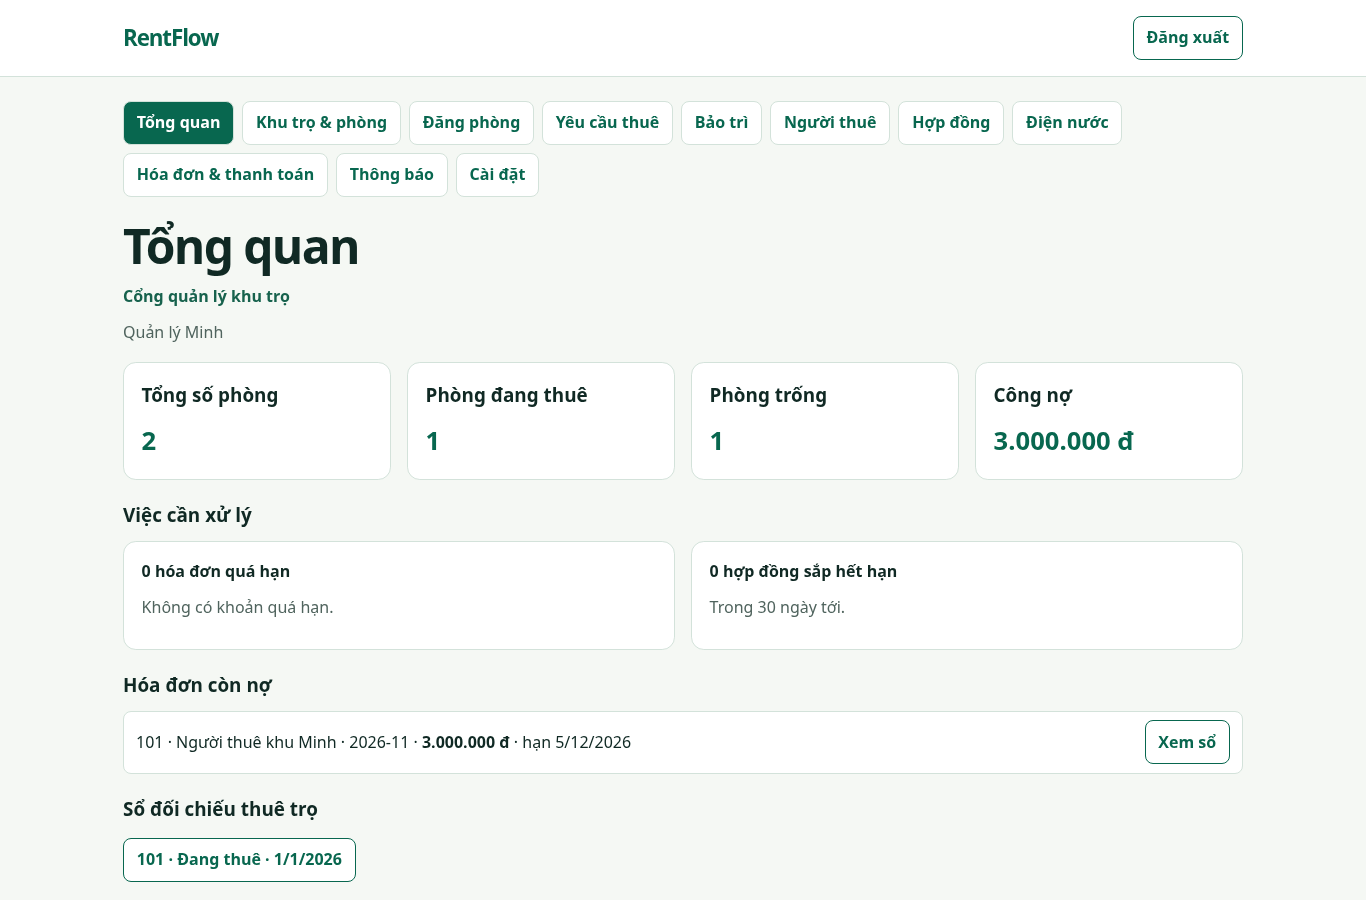 RentFlow
Đăng xuất
Tổng quan
Khu trọ & phòng
Đăng phòng
Yêu cầu thuê
Bảo trì
Người thuê
Hợp đồng
Điện nước
Hóa đơn & thanh toán
Thông báo
Cài đặt
Tổng quan
Cổng quản lý khu trọ
Quản lý Minh
Tổng số phòng
2
Phòng đang thuê
1
Phòng trống
1
Công nợ
3.000.000 đ
Việc cần xử lý
0 hóa đơn quá hạn
Không có khoản quá hạn.
0 hợp đồng sắp hết hạn
Trong 30 ngày tới.
Hóa đơn còn nợ
101 · Người thuê khu Minh · 2026-11 · 3.000.000 đ · hạn 5/12/2026
Xem sổ
Sổ đối chiếu thuê trọ
101 · Đang thuê · 1/1/2026